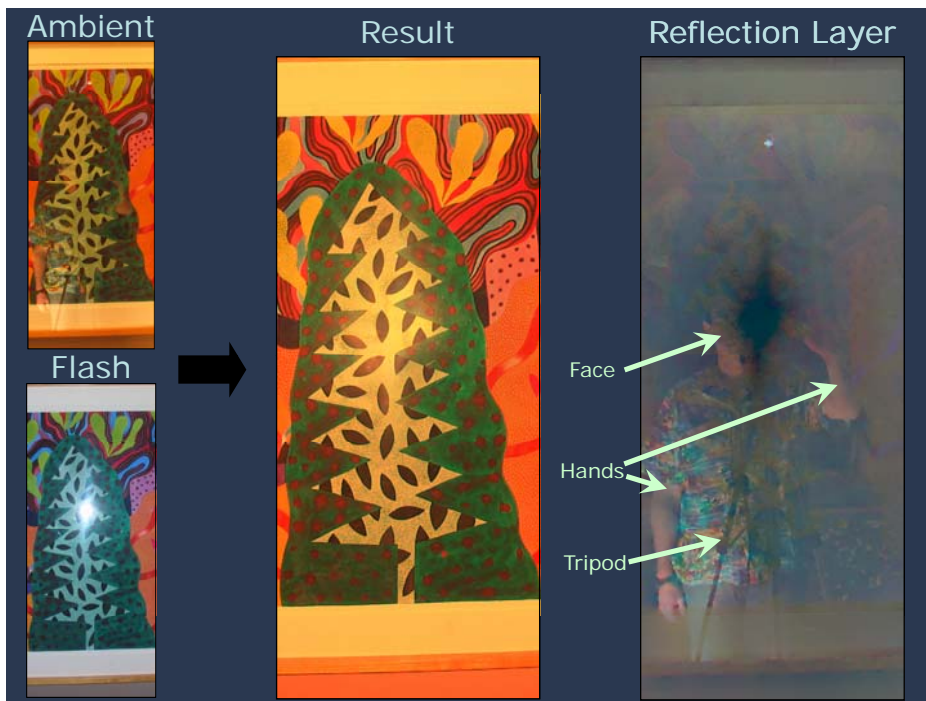 Ambient
Result
Reflection Layer
Flash
Face
Hands
Tripod